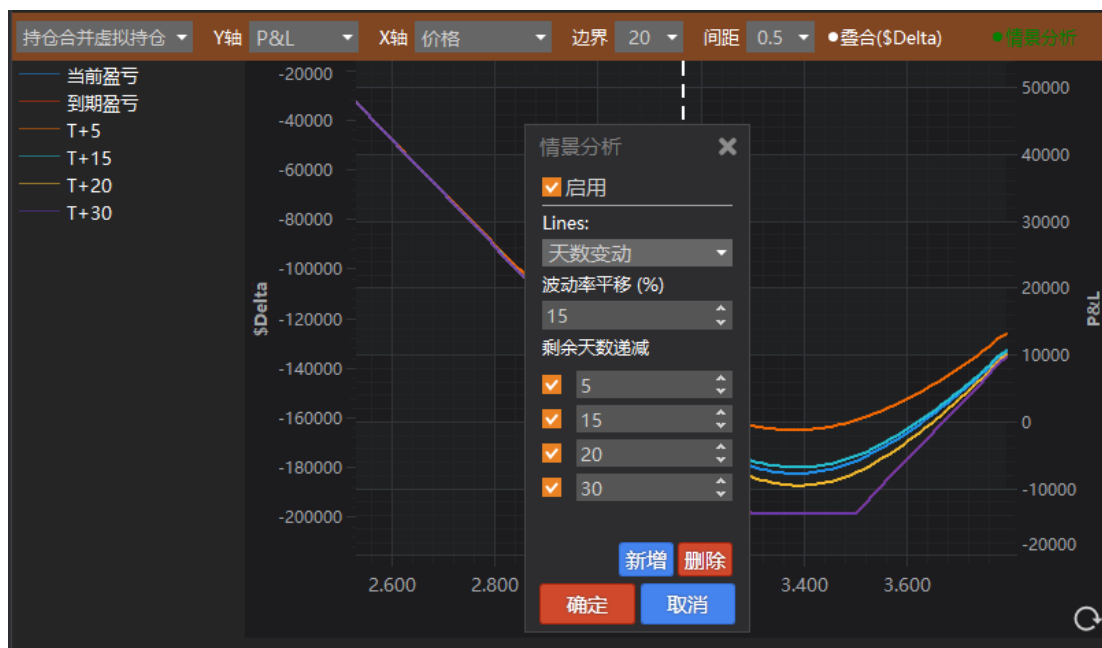 持仓合并虚拟持仓 Y轴 P&L X轴 价格 边界 20 间距 0.5 ●叠合($Delta) ●情景分析
当前盈亏
到期盈亏
T+5
T+15
T+20
T+30
$Delta
-20000
-40000
-60000
-80000
-100000
-120000
-140000
-160000
-180000
-200000
情景分析
启用
Lines:
天数变动
波动率平移 (%)
15
剩余天数递减
5
15
20
30
新增 删除
确定 取消
50000
40000
30000
20000
10000
0
-10000
-20000
P&L
2.600 2.800 3.400 3.600